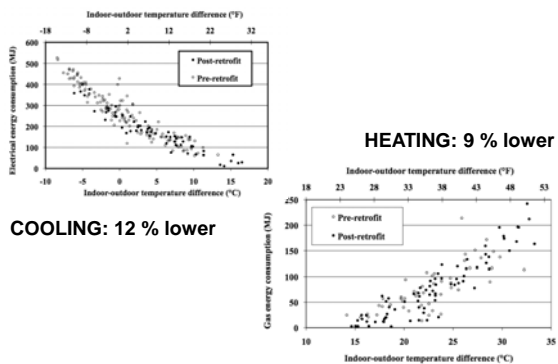 Indoor-outdoor temperature difference (°F)
-18 -8 2 12 22 32
600
500
400
300
200
100
0
Electrical energy consumption (MJ)
Post-retrofit
Pre-retrofit
-10 -5 0 5 10 15 20
Indoor-outdoor temperature difference (°C)
COOLING: 12 % lower
HEATING: 9 % lower
Indoor-outdoor temperature difference (°F)
18 23 28 33 38 43 48 53
250
200
150
100
50
0
Gas energy consumption (MJ)
Pre-retrofit
Post-retrofit
10 15 20 25 30 35
Indoor-outdoor temperature difference (°C)